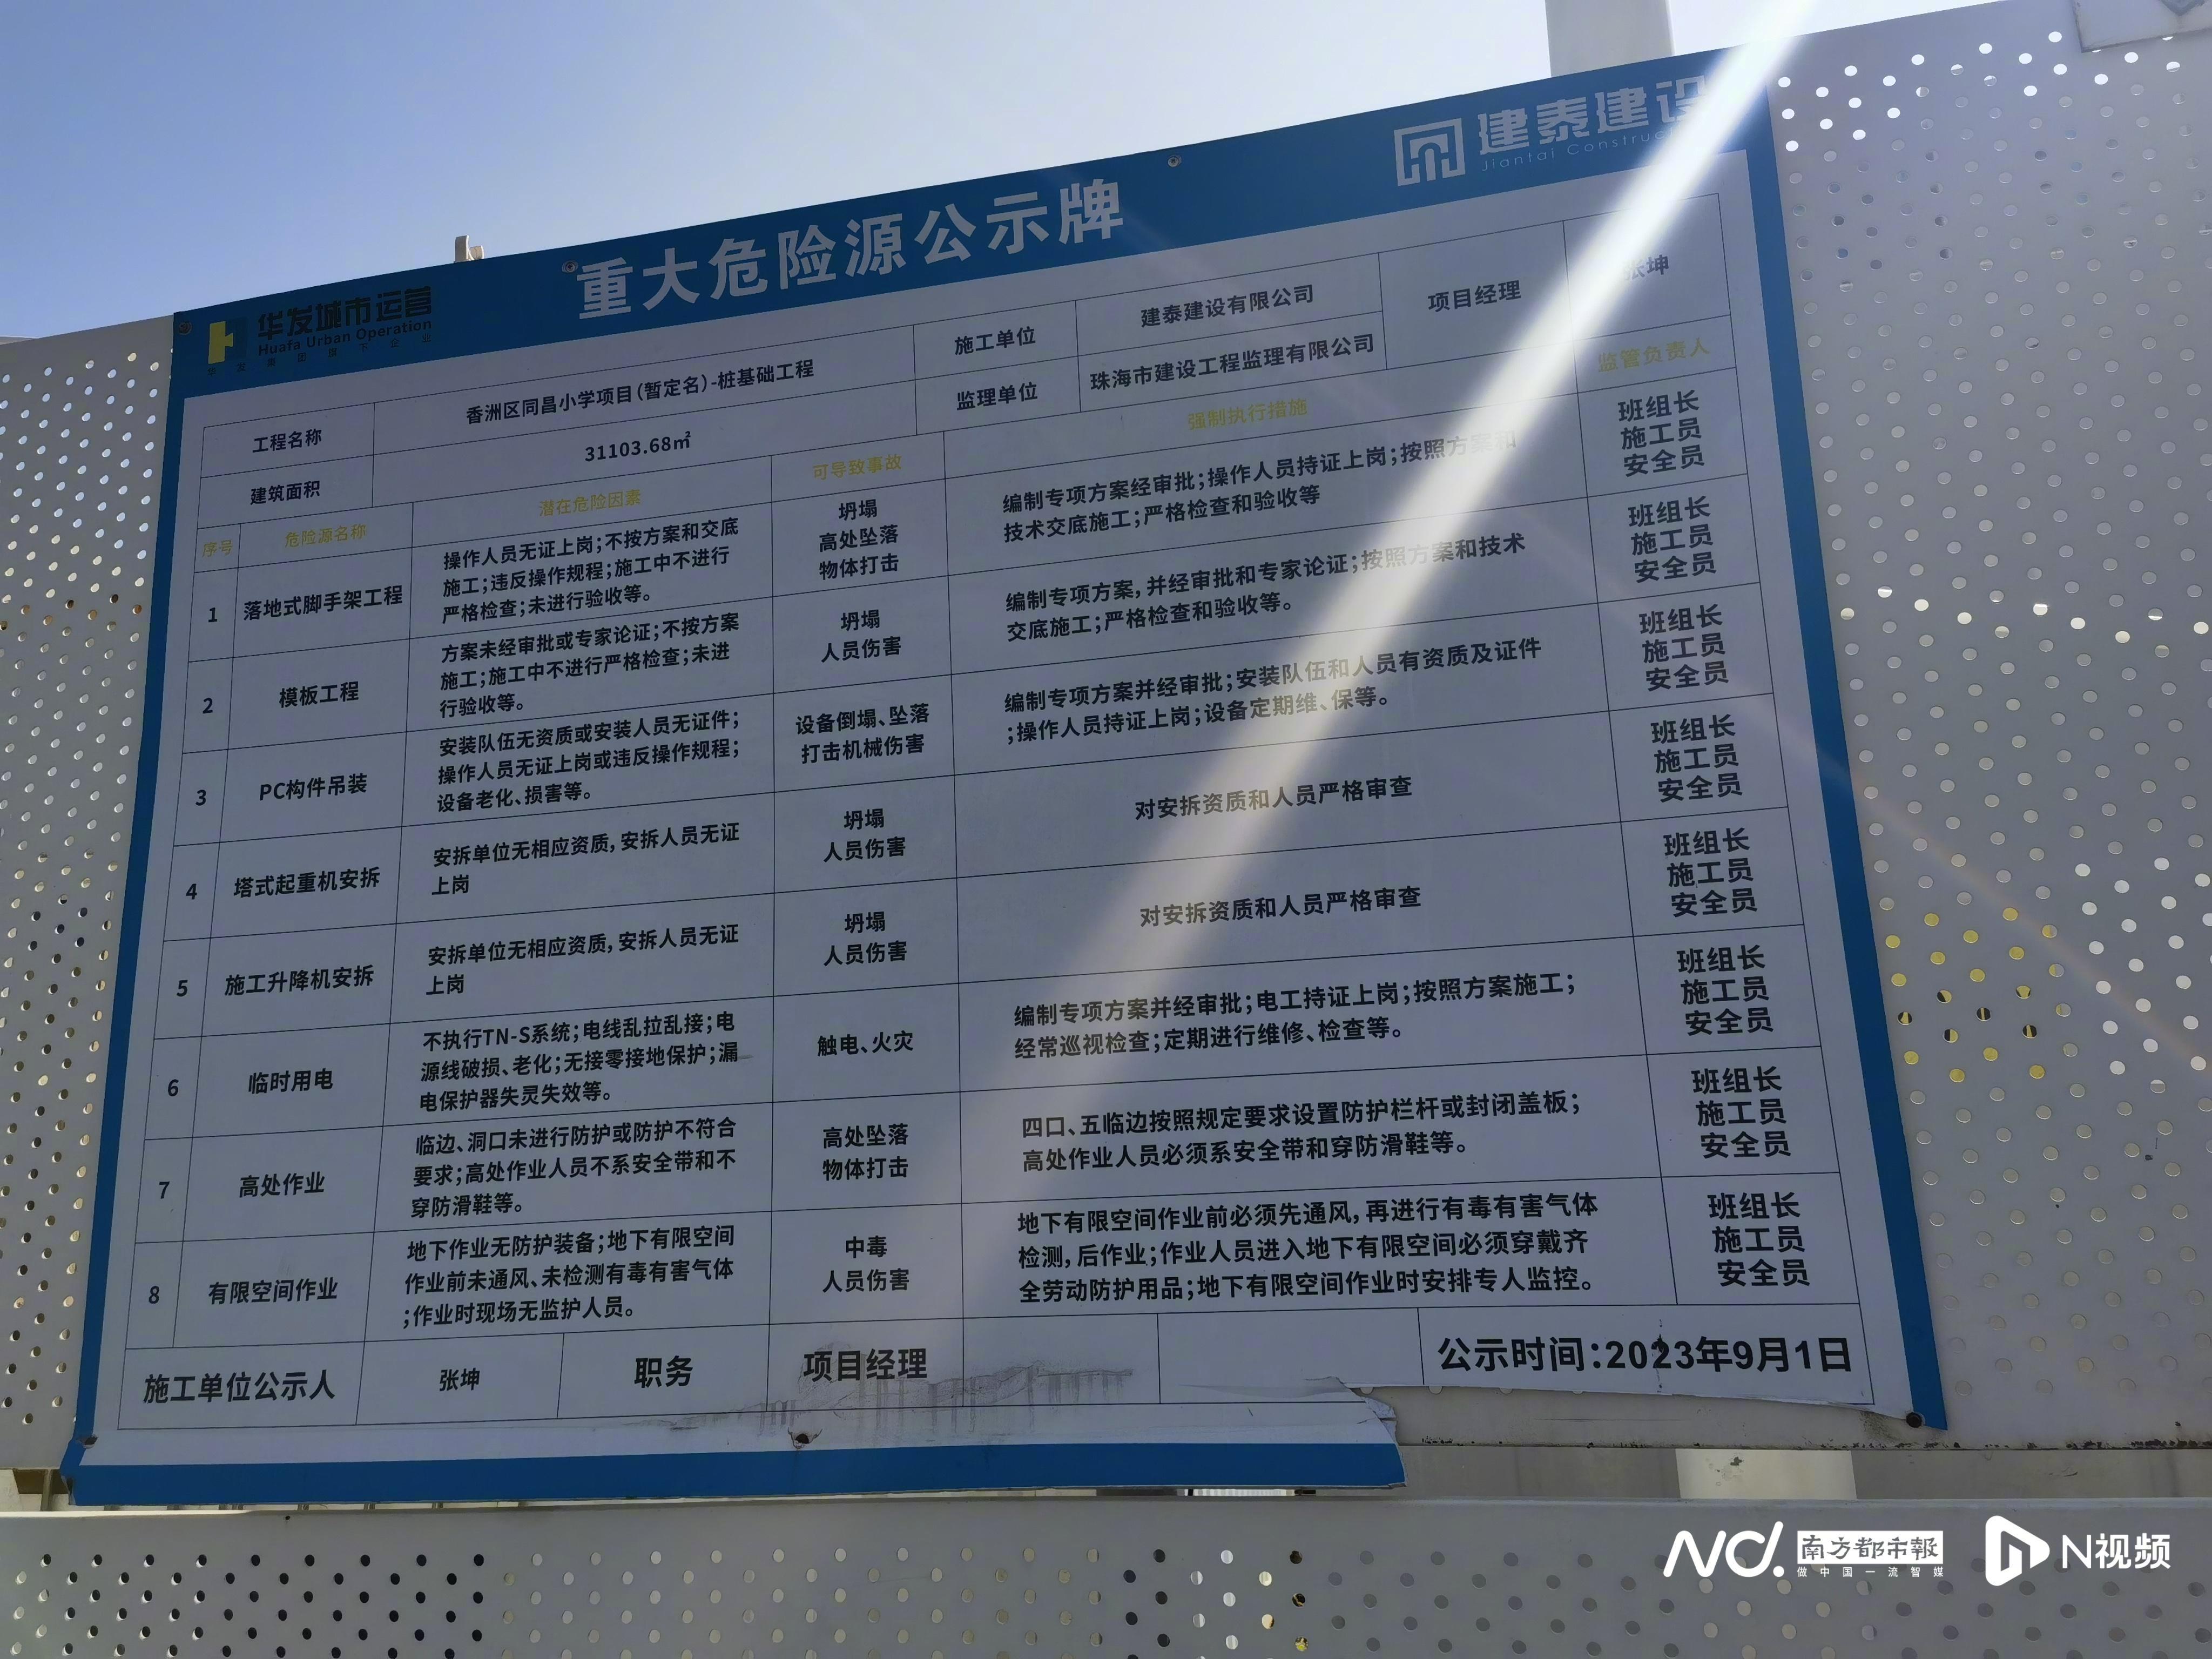 华发城市运营
Huafa Urban Operation
重大危险源公示牌
建泰建设
Jiantai
工程名称
香洲区同昌小学项目(暂定名)-桩基础工程
施工单位
建泰建设有限公司
项目经理
张坤
建筑面积
31103.68㎡
监理单位
珠海市建设工程监理有限公司
序号
危险源名称
潜在危险因素
可导致事故
强制执行措施
监管负责人
1
落地式脚手架工程
操作人员无证上岗;不按方案和交底
施工;违反操作规程;施工中不进行
严格检查;未进行验收等。
坍塌
高处坠落
物体打击
编制专项方案经审批;操作人员持证上岗;按照方案和
技术交底施工;严格检查和验收等
班组长
施工员
安全员
2
模板工程
方案未经审批或专家论证;不按方案
施工;施工中不进行严格检查;未进
行验收等。
坍塌
人员伤害
编制专项方案,并经审批和专家论证;按照方案和技术
交底施工;严格检查和验收等。
班组长
施工员
安全员
3
PC构件吊装
安装队伍无资质或安装人员无证件;
操作人员无证上岗或违反操作规程;
设备老化、损害等。
设备倒塌、坠落
打击机械伤害
编制专项方案并经审批;安装队伍和人员有资质及证件
;操作人员持证上岗;设备定期维、保等。
班组长
施工员
安全员
4
塔式起重机安拆
安拆单位无相应资质,安拆人员无证
上岗
坍塌
人员伤害
对安拆资质和人员严格审查
班组长
施工员
安全员
5
施工升降机安拆
安拆单位无相应资质,安拆人员无证
上岗
坍塌
人员伤害
对安拆资质和人员严格审查
班组长
施工员
安全员
6
临时用电
不执行TN-S系统;电线乱拉乱接;电
源线破损、老化;无接零接地保护;漏
电保护器失灵失效等。
触电、火灾
编制专项方案并经审批;电工持证上岗;按照方案施工;
经常巡视检查;定期进行维修、检查等。
班组长
施工员
安全员
7
高处作业
临边、洞口未进行防护或防护不符合
要求;高处作业人员不系安全带和不
穿防滑鞋等。
高处坠落
物体打击
四口、五临边按照规定要求设置防护栏杆或封闭盖板;
高处作业人员必须系安全带和穿防滑鞋等。
班组长
施工员
安全员
8
有限空间作业
地下作业无防护装备;地下有限空间
作业前未通风、未检测有毒有害气体
;作业时现场无监护人员。
中毒
人员伤害
地下有限空间作业前必须先通风,再进行有毒有害气体
检测,后作业;作业人员进入地下有限空间必须穿戴齐
全劳动防护用品;地下有限空间作业时安排专人监控。
班组长
施工员
安全员
施工单位公示人
张坤
职务
项目经理
公示时间:2023年9月1日
N视频
南方都市报
做中国一流智媒